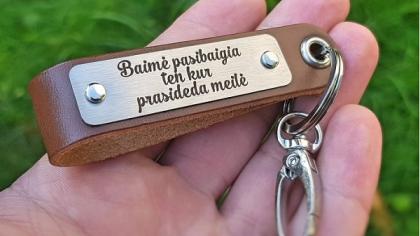 Baimė pasibaigia
ten kur
prasideda meilė